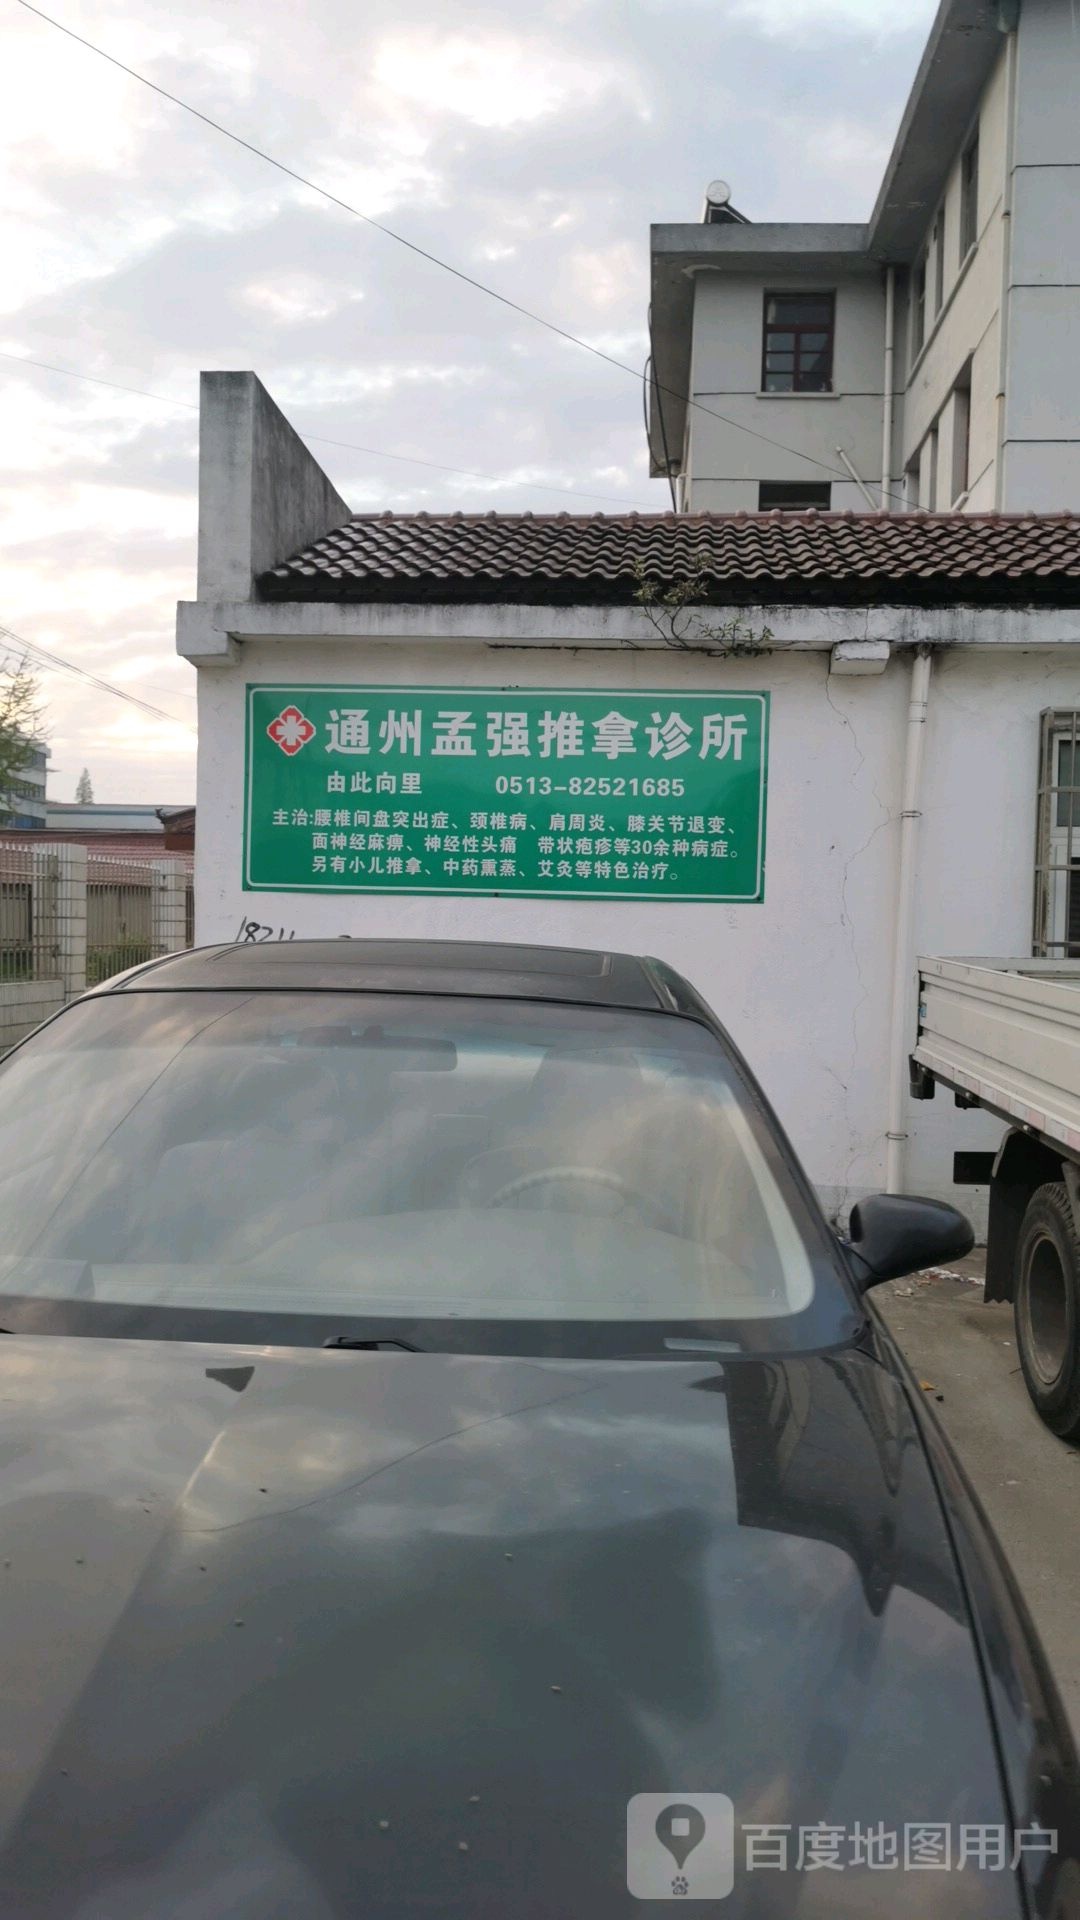 通州孟强推拿诊所
由此向里 0513-82521685
主治:腰椎间盘突出症、颈椎病、肩周炎、膝关节退变、
面神经麻痹、神经性头痛 带状疱疹等30余种病症。
另有小儿推拿、中药熏蒸、艾灸等特色治疗。
百度地图用户